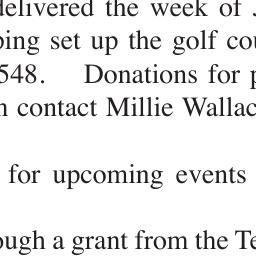 delivered the week of
ping set up the golf cou
548. Donations for p
n contact Millie Wallac
for upcoming events
ough a grant from the Te